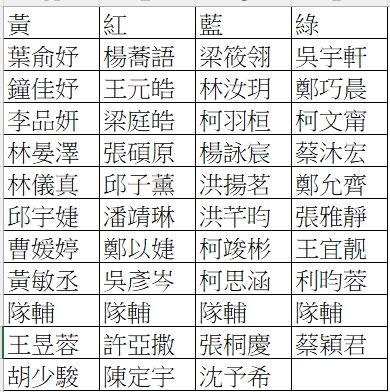 黃 紅 藍 綠
葉俞妤 楊蕎語 梁筱翎 吳宇軒
鐘佳妤 王元皓 林汝玥 鄭巧晨
李品妍 梁庭皓 柯羽桓 柯文甯
林晏澤 張碩原 楊詠宸 蔡沐宏
林儀真 邱子薰 洪揚茗 鄭允齊
邱宇婕 潘靖琳 洪芊昀 張雅靜
曹媛婷 鄭以婕 柯竣彬 王宜靚
黃敏丞 吳彥岑 柯思涵 利昀蓉
隊輔 隊輔 隊輔 隊輔
王昱蓉 許亞撒 張桐慶 蔡穎君
胡少駿 陳定宇 沈予希